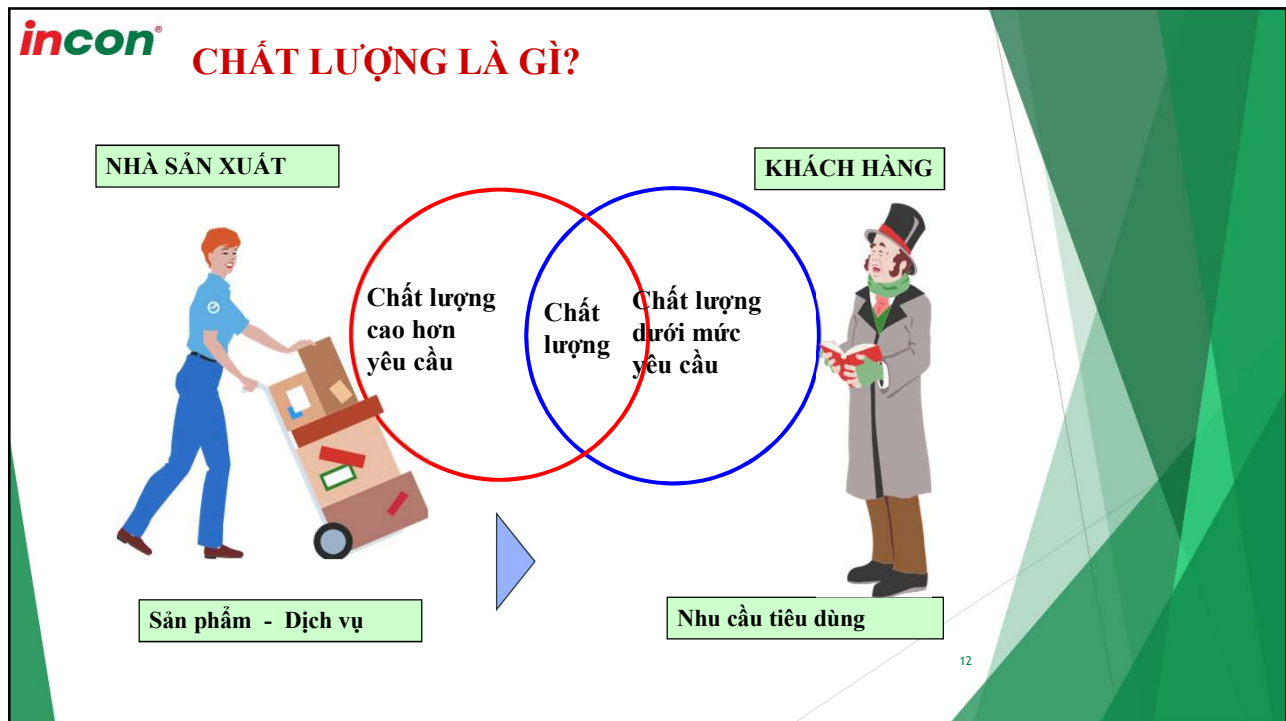 incon®
CHẤT LƯỢNG LÀ GÌ?
NHÀ SẢN XUẤT
KHÁCH HÀNG
Chất lượng
cao hơn
yêu cầu
Chất
lượng
Chất lượng
dưới mức
yêu cầu
Sản phẩm - Dịch vụ
Nhu cầu tiêu dùng
12